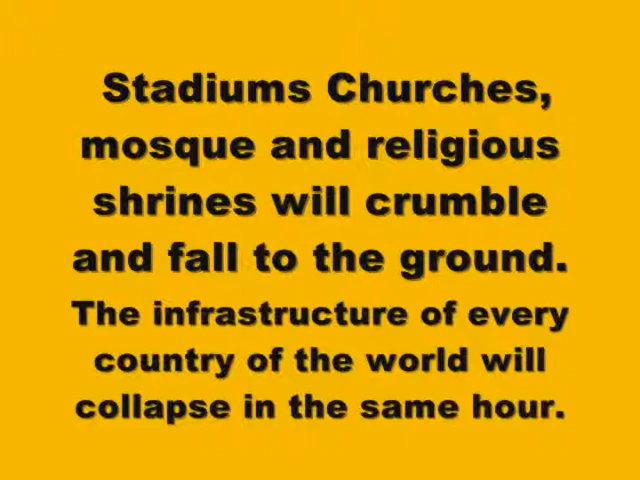 Stadiums Churches,
mosque and religious
shrines will crumble
and fall to the ground.
The infrastructure of every
country of the world will
collapse in the same hour.